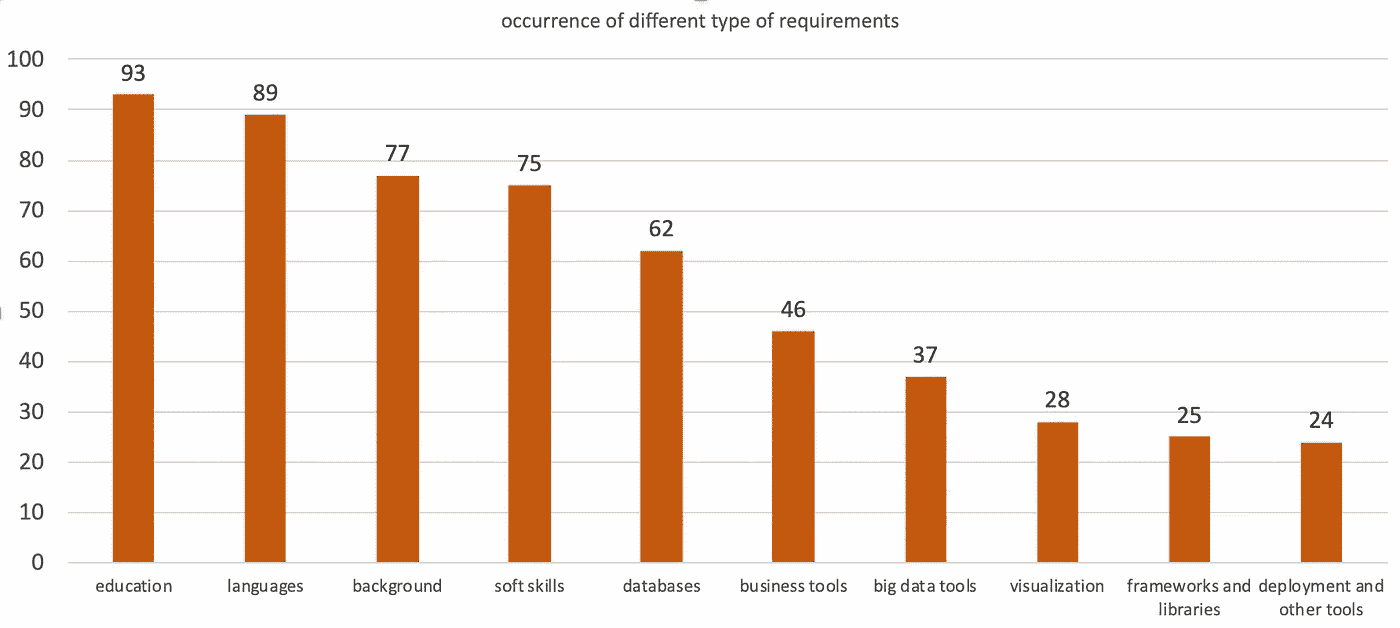 occurrence of different type of requirements
100
90
80
70
60
50
40
30
20
10
0
93
89
77
75
62
46
37
28
25
24
education
languages
background
soft skills
databases
business tools
big data tools
visualization
frameworks and
libraries
deployment and
other tools